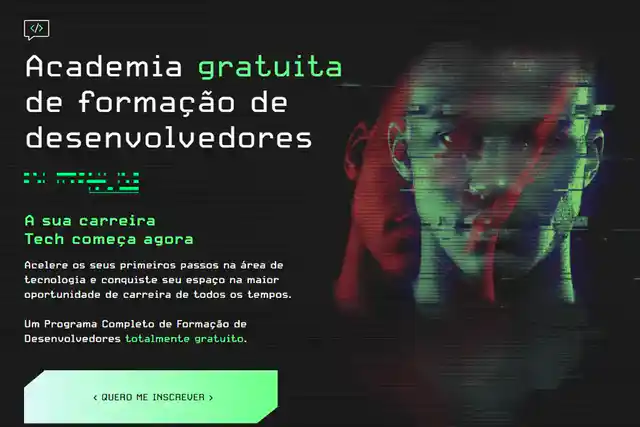 </>
Academia gratuita
de formação de
desenvolvedores
A sua carreira
Tech começa agora
Acelere os seus primeiros passos na área de
tecnologia e conquiste seu espaço na maior
oportunidade de carreira de todos os tempos.
Um Programa Completo de Formação de
Desenvolvedores totalmente gratuito.
< QUERO ME INSCREVER >